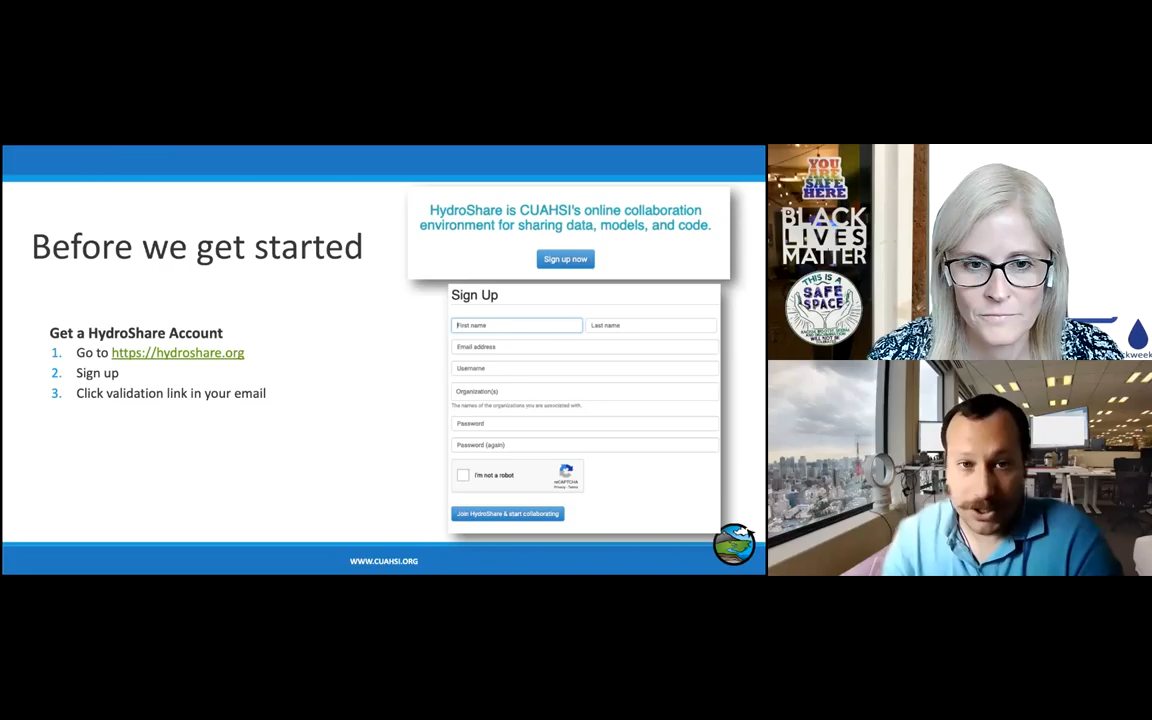 Before we get started
Get a HydroShare Account
1. Go to https://hydroshare.org
2. Sign up
3. Click validation link in your email
HydroShare is CUAHSI's online collaboration
environment for sharing data, models, and code.
Sign up now
Sign Up
First name
Last name
Email address
Username
Organization(s)
The names of the organizations you are associated with.
Password
Password (again)
I'm not a robot
reCAPTCHA
Privacy - Terms
Join HydroShare & start collaborating
WWW.CUAHSI.ORG
YOU
ARE
SAFE
HERE
BLACK
LIVES
MATTER
THIS IS A
SAFE
SPACE
ckweek